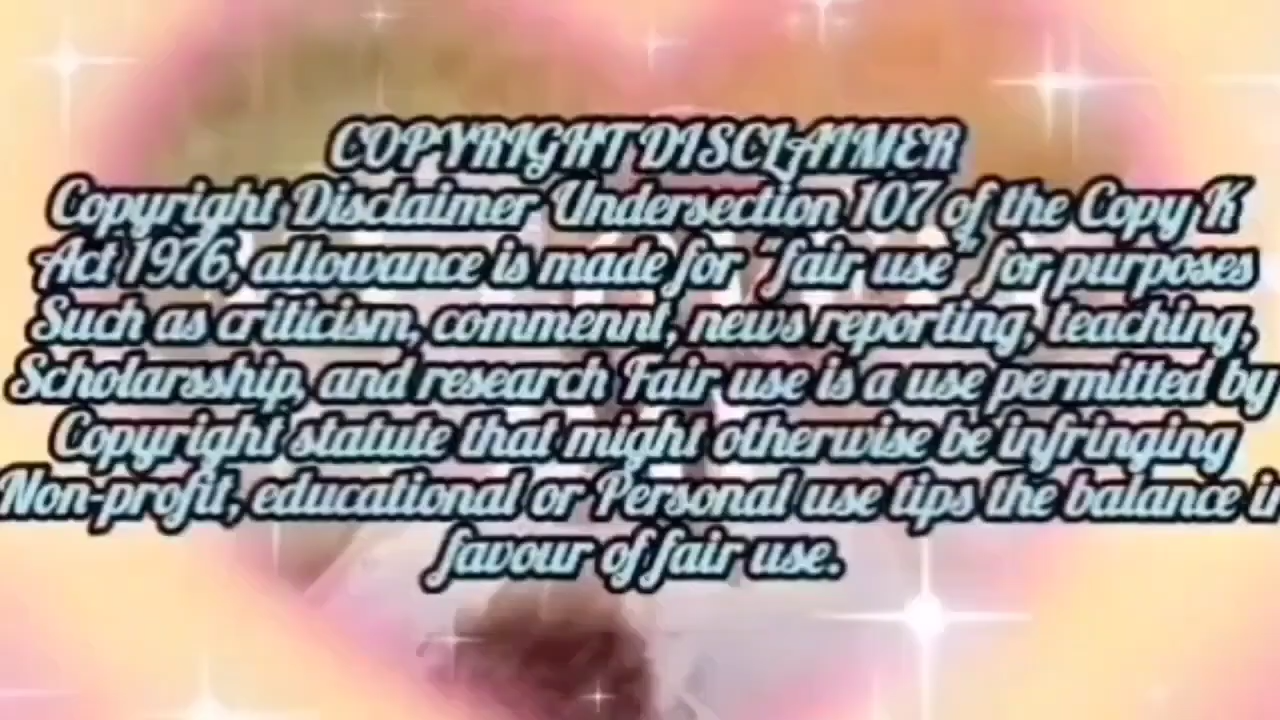 COPYRIGHT DISCLAIMER
Copyright Disclaimer Undersection 107 of the Copy K
Act 1976, allowance is made for "fair use" for purposes
Such as criticism, commennt, news reporting, teaching,
Scholarsship, and research Fair use is a use permitted by
Copyright statute that might otherwise be infringing
Non-profit, educational or Personal use tips the balance in
favour of fair use.